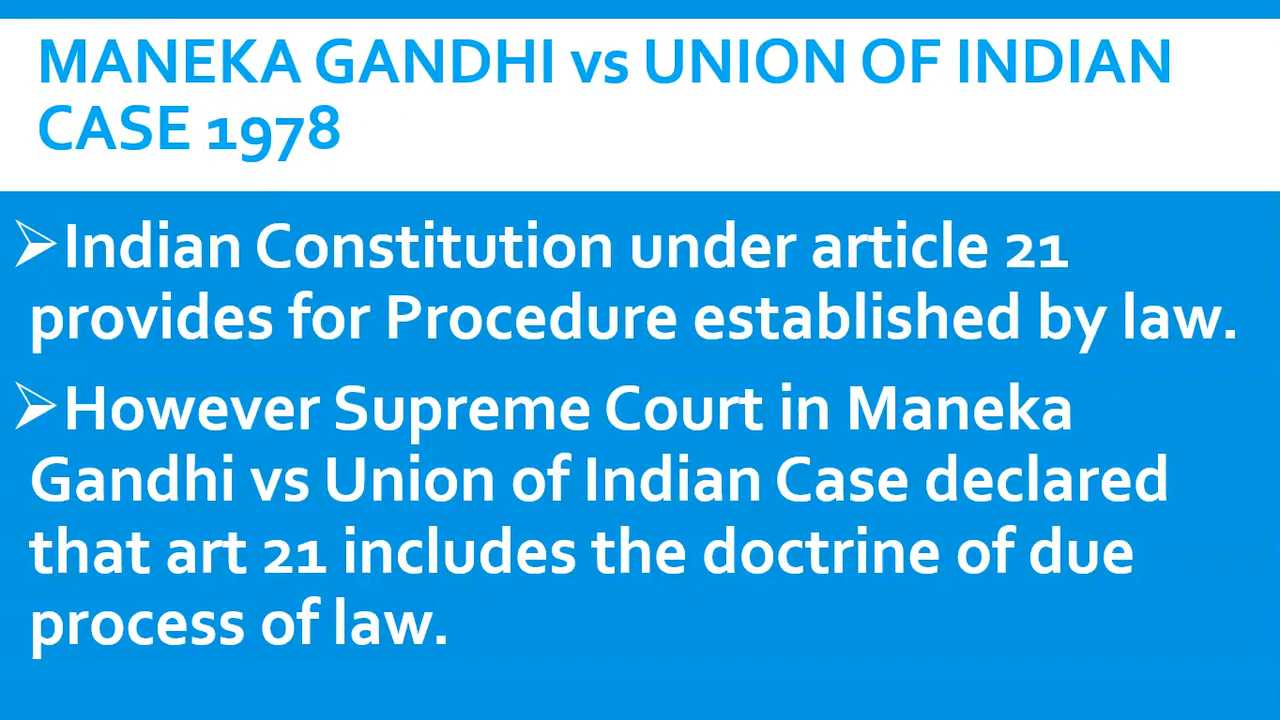 MANEKA GANDHI vs UNION OF INDIAN
CASE 1978
➢Indian Constitution under article 21
provides for Procedure established by law.
➢However Supreme Court in Maneka
Gandhi vs Union of Indian Case declared
that art 21 includes the doctrine of due
process of law.